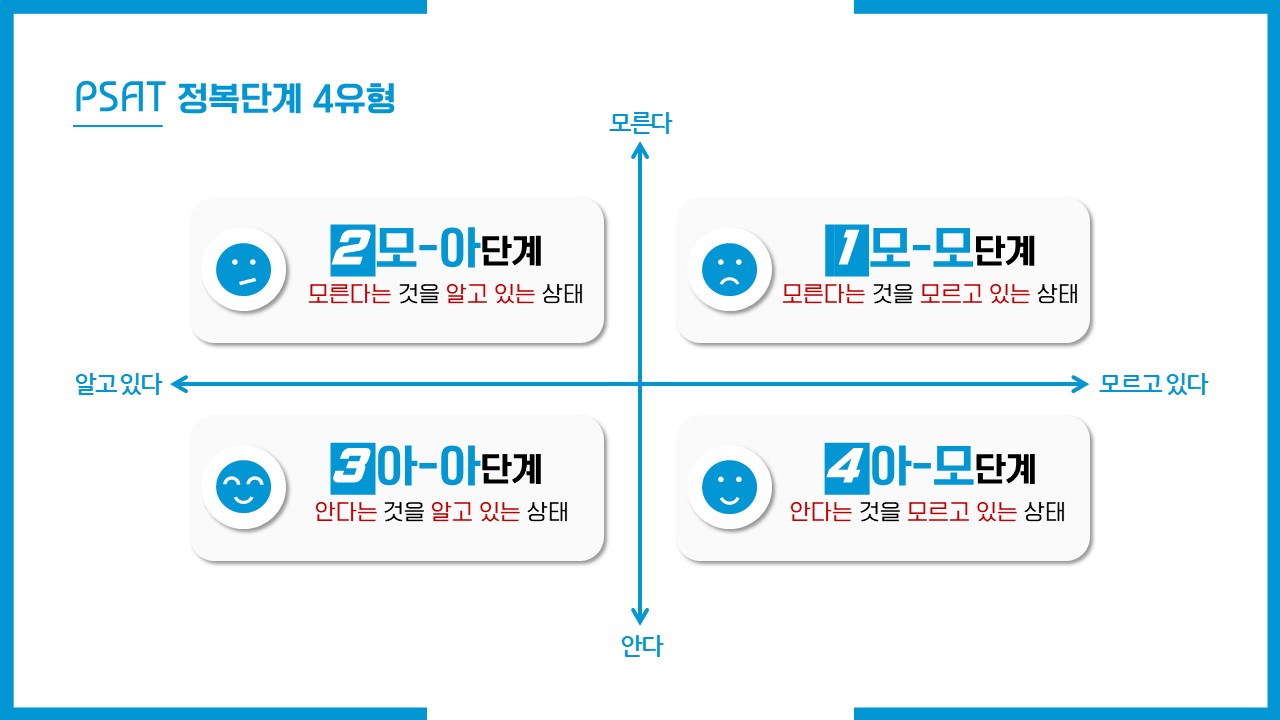 PSAT 정복단계 4유형
모른다
2모-아단계
모른다는 것을 알고 있는 상태
1모-모단계
모른다는 것을 모르고 있는 상태
알고 있다
모르고 있다
3아-아단계
안다는 것을 알고 있는 상태
4아-모단계
안다는 것을 모르고 있는 상태
안다